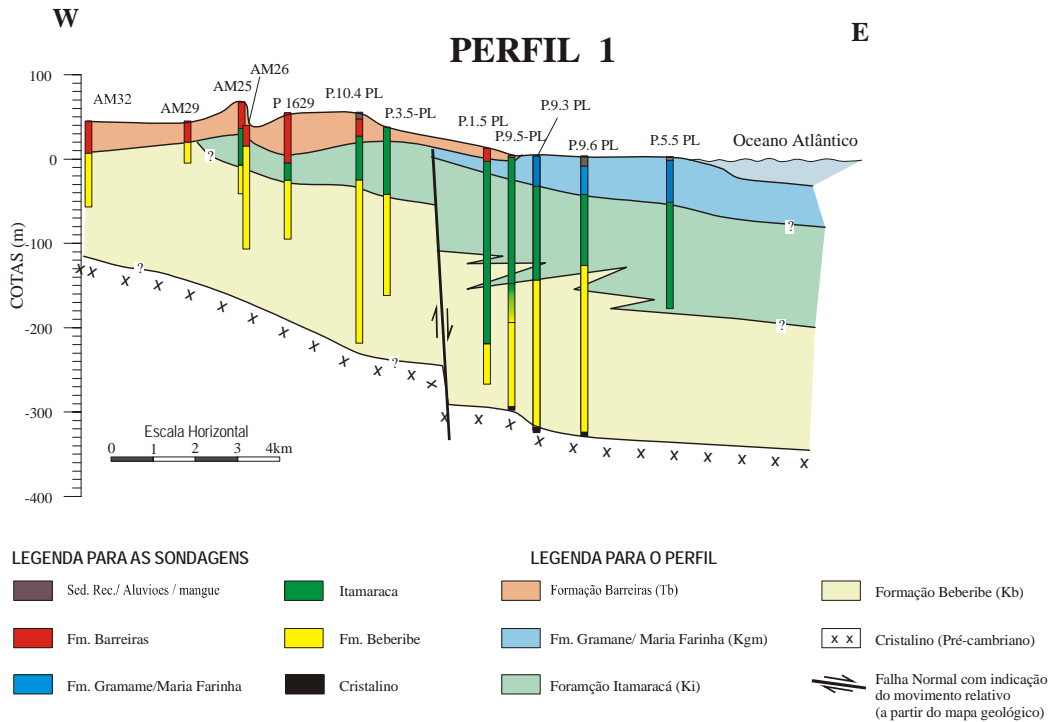 W
E
PERFIL 1
AM26
100
AM25
P.10.4 PL
AM32
AM29
P 1629
P.3.5-PL
P.9.3 PL
P.1.5 PL
P.9.5-PL
P.9.6 PL
P.5.5 PL
Oceano Atlântico
0
?
?
-100
COTAS (m)
x x
?
x x x x x x x x x x
-200
?
?
-300
x x x x x x x x x x
Escala Horizontal
0 1 2 3 4km
-400
LEGENDA PARA AS SONDAGENS
LEGENDA PARA O PERFIL
Sed. Rec./ Aluvioes / mangue
Itamaraca
Formação Barreiras (Tb)
Formação Beberibe (Kb)
Fm. Barreiras
Fm. Beberibe
Fm. Gramane/ Maria Farinha (Kgm)
x x
Cristalino (Pré-cambriano)
Fm. Gramame/Maria Farinha
Cristalino
Foramção Itamaracá (Ki)
Falha Normal com indicação
do movimento relativo
(a partir do mapa geológico)